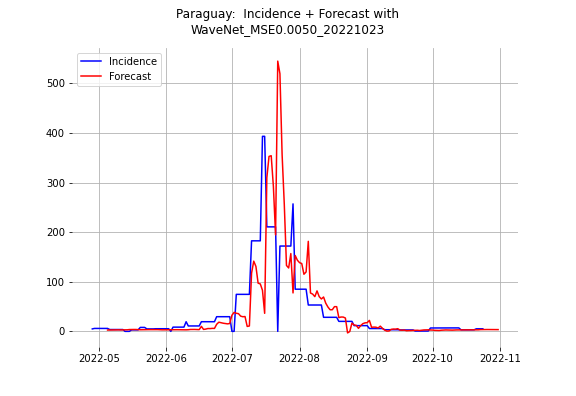 Paraguay:  Incidence + Forecast with
WaveNet_MSE0.0050_20221023
Incidence
Forecast
500
400
300
200
100
0
2022-05 2022-06 2022-07 2022-08 2022-09 2022-10 2022-11